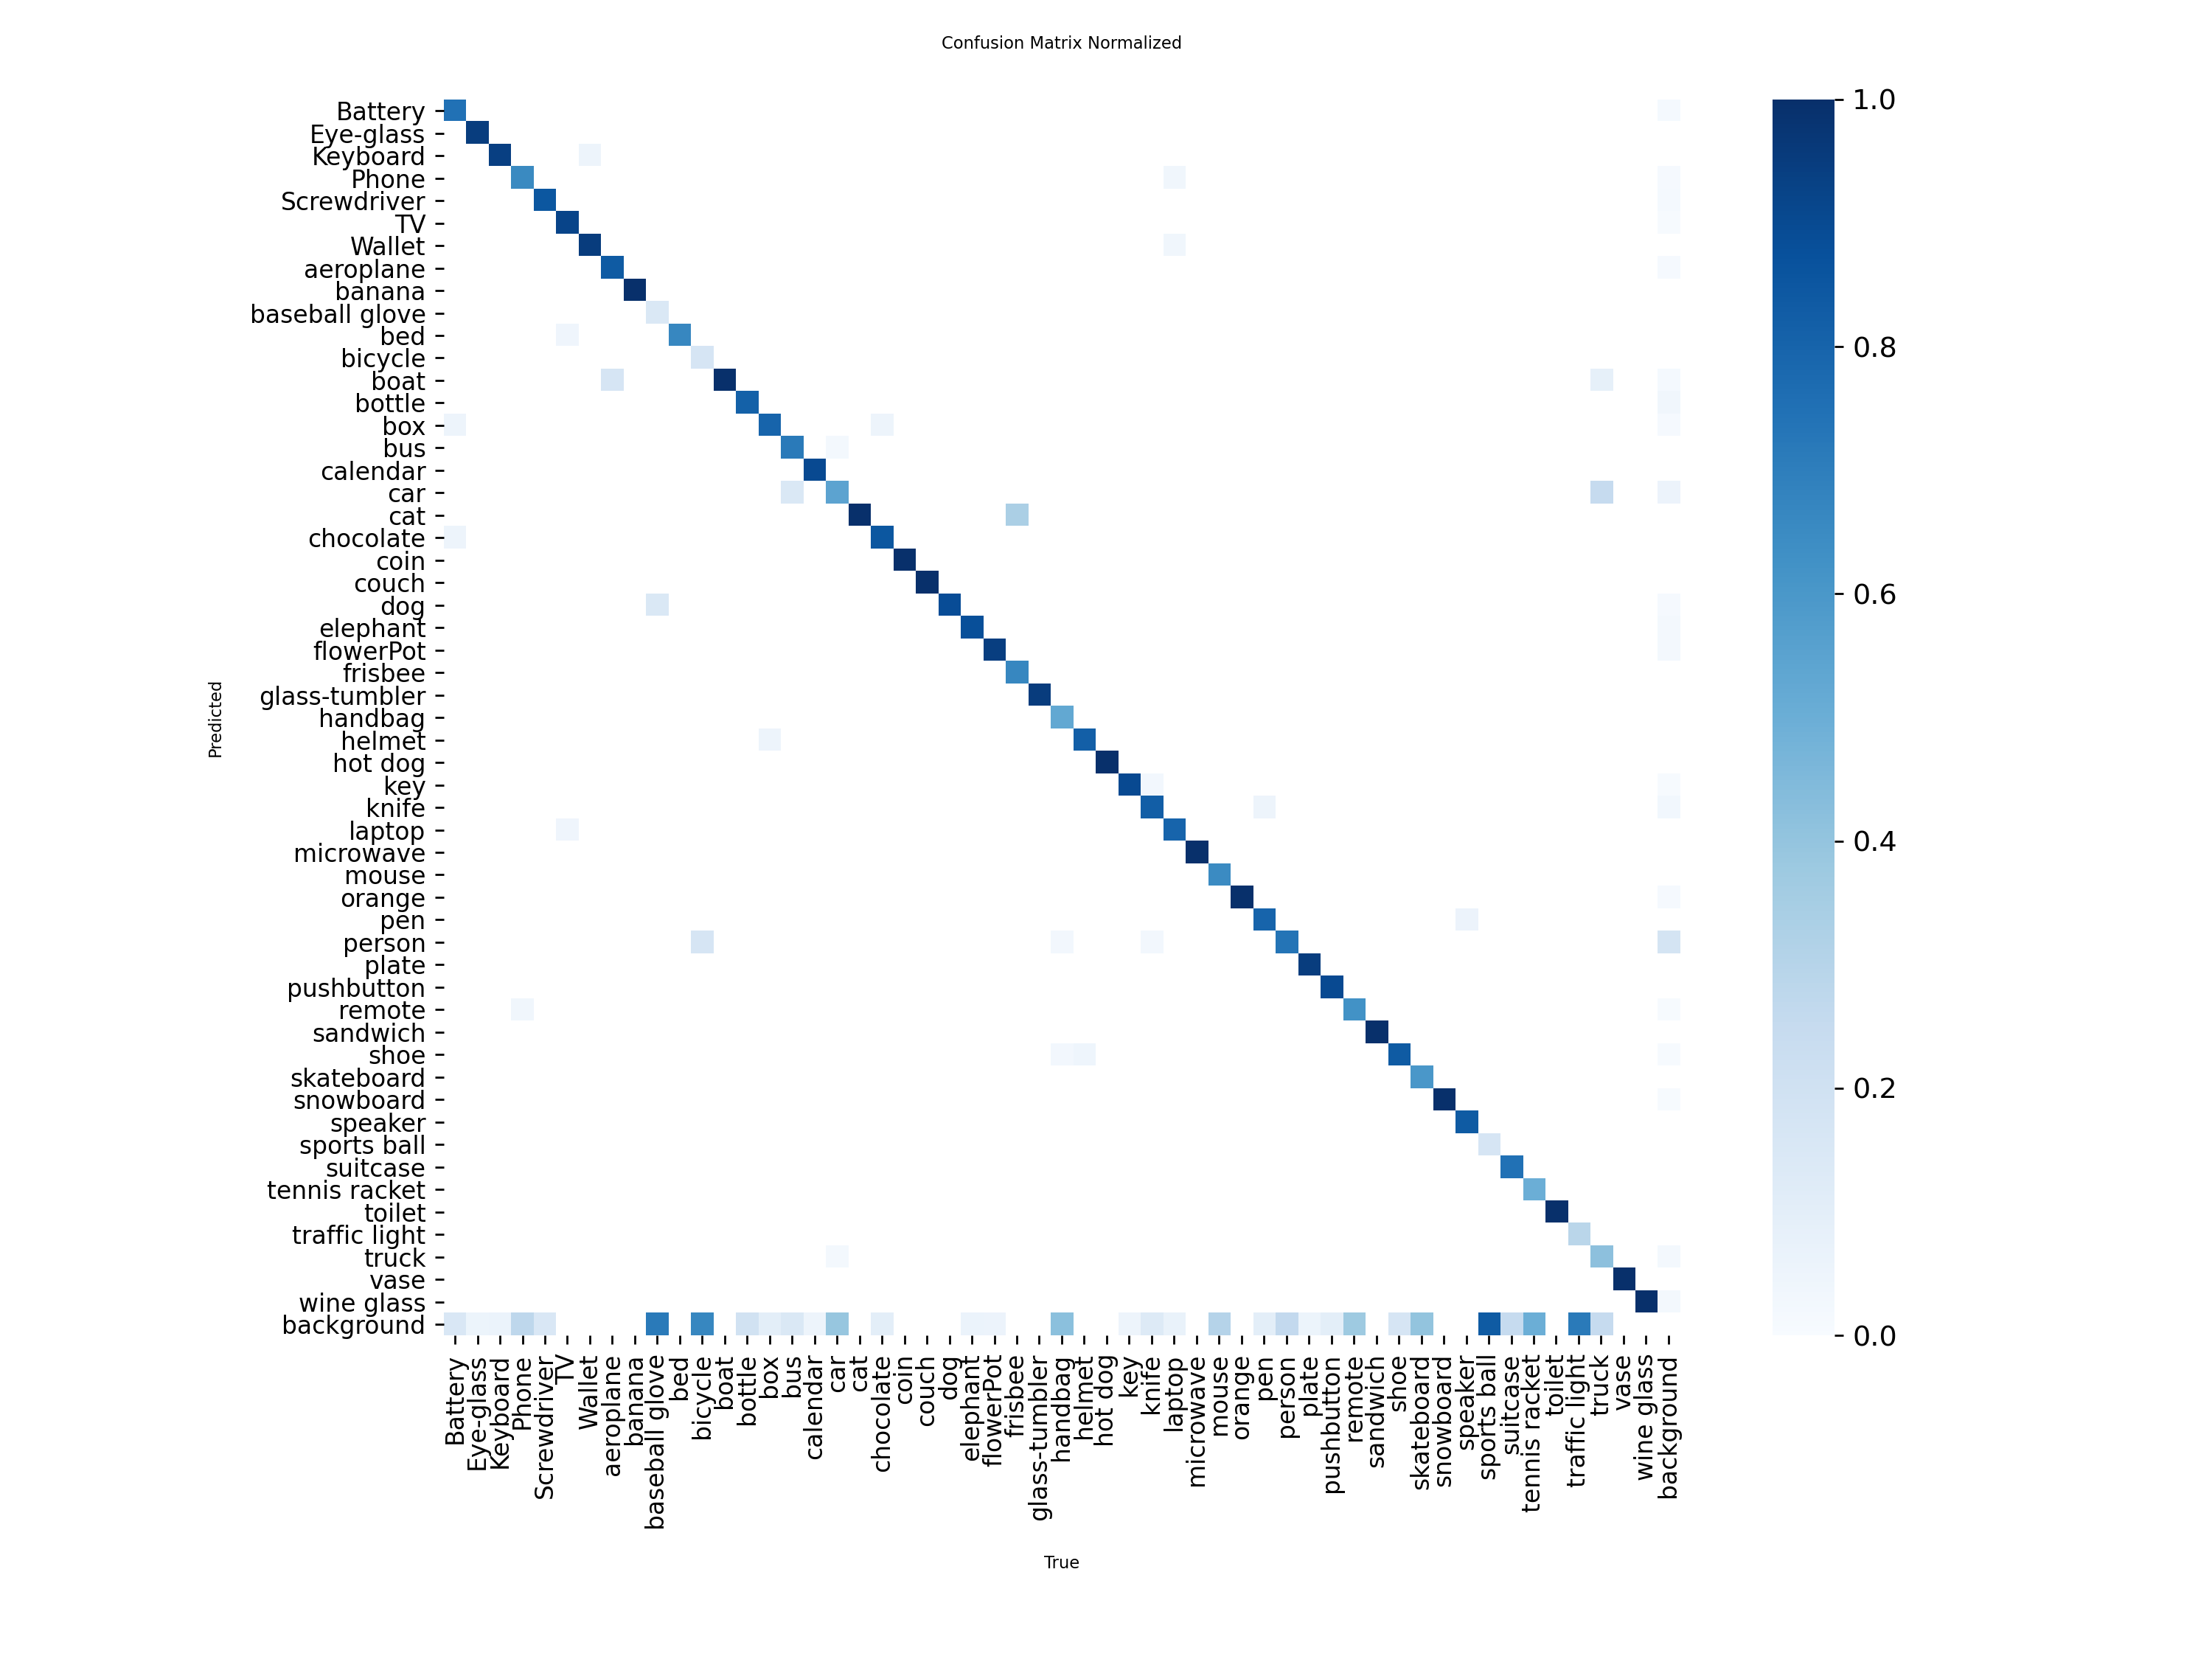 Confusion Matrix Normalized
Battery
Eye-glass
Keyboard
Phone
Screwdriver
TV
Wallet
aeroplane
banana
baseball glove
bed
bicycle
boat
bottle
box
bus
calendar
car
cat
chocolate
coin
couch
dog
elephant
flowerPot
frisbee
glass-tumbler
handbag
helmet
hot dog
key
knife
laptop
microwave
mouse
orange
pen
person
plate
pushbutton
remote
sandwich
shoe
skateboard
snowboard
speaker
sports ball
suitcase
tennis racket
toilet
traffic light
truck
vase
wine glass
background
Predicted
Battery
Eye-glass
Keyboard
Phone
Screwdriver
TV
Wallet
aeroplane
banana
baseball glove
bed
bicycle
boat
bottle
box
bus
calendar
car
cat
chocolate
coin
couch
dog
elephant
flowerPot
frisbee
glass-tumbler
handbag
helmet
hot dog
key
knife
laptop
microwave
mouse
orange
pen
person
plate
pushbutton
remote
sandwich
shoe
skateboard
snowboard
speaker
sports ball
suitcase
tennis racket
toilet
traffic light
truck
vase
wine glass
background
True
1.0
0.8
0.6
0.4
0.2
0.0